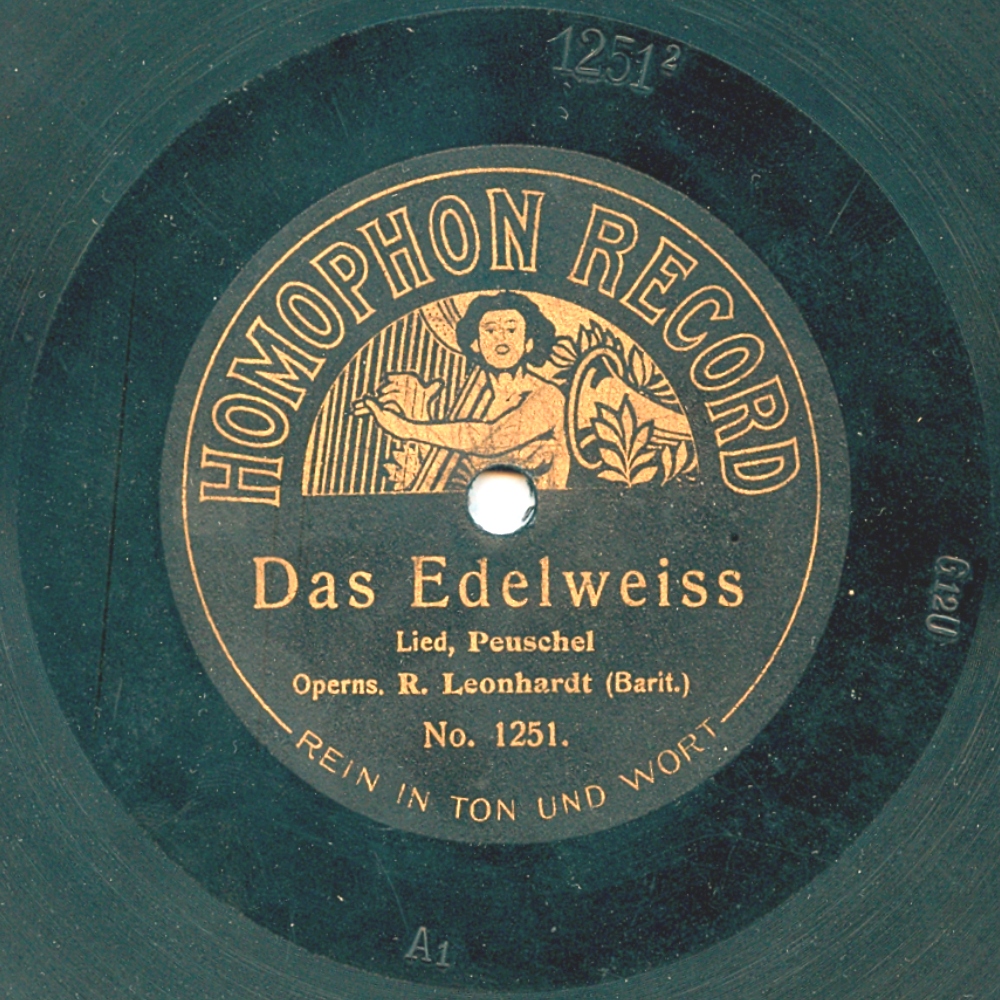 1251²
HOMOPHON RECORD
Das Edelweiss
Lied, Peuschel
Operns. R. Leonhardt (Barit.)
No. 1251.
REIN IN TON UND WORT
A1